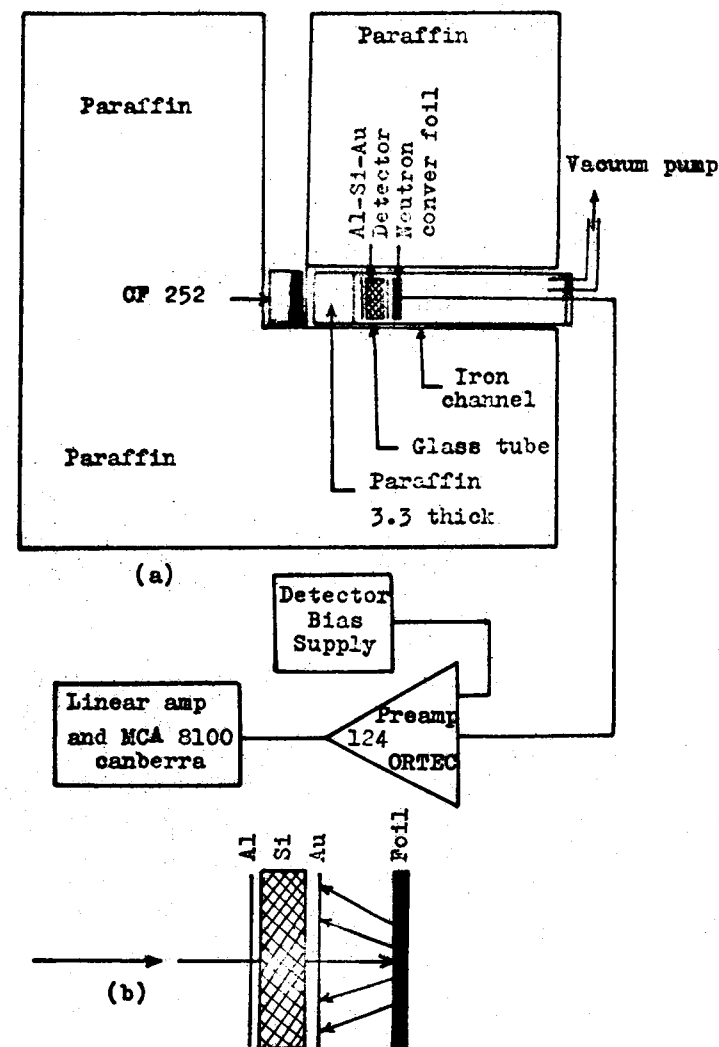 Paraffin
Paraffin
Al-Si-Au
Detector
Neutron
conver foil
Vacuum pump
CF 252
Iron
channel
Glass tube
Paraffin
3.3 thick
Paraffin
(a)
Detector
Bias
Supply
Linear amp
and MCA 8100
canberra
Preamp
124
ORTEC
Al
Si
Au
Foil
(b)